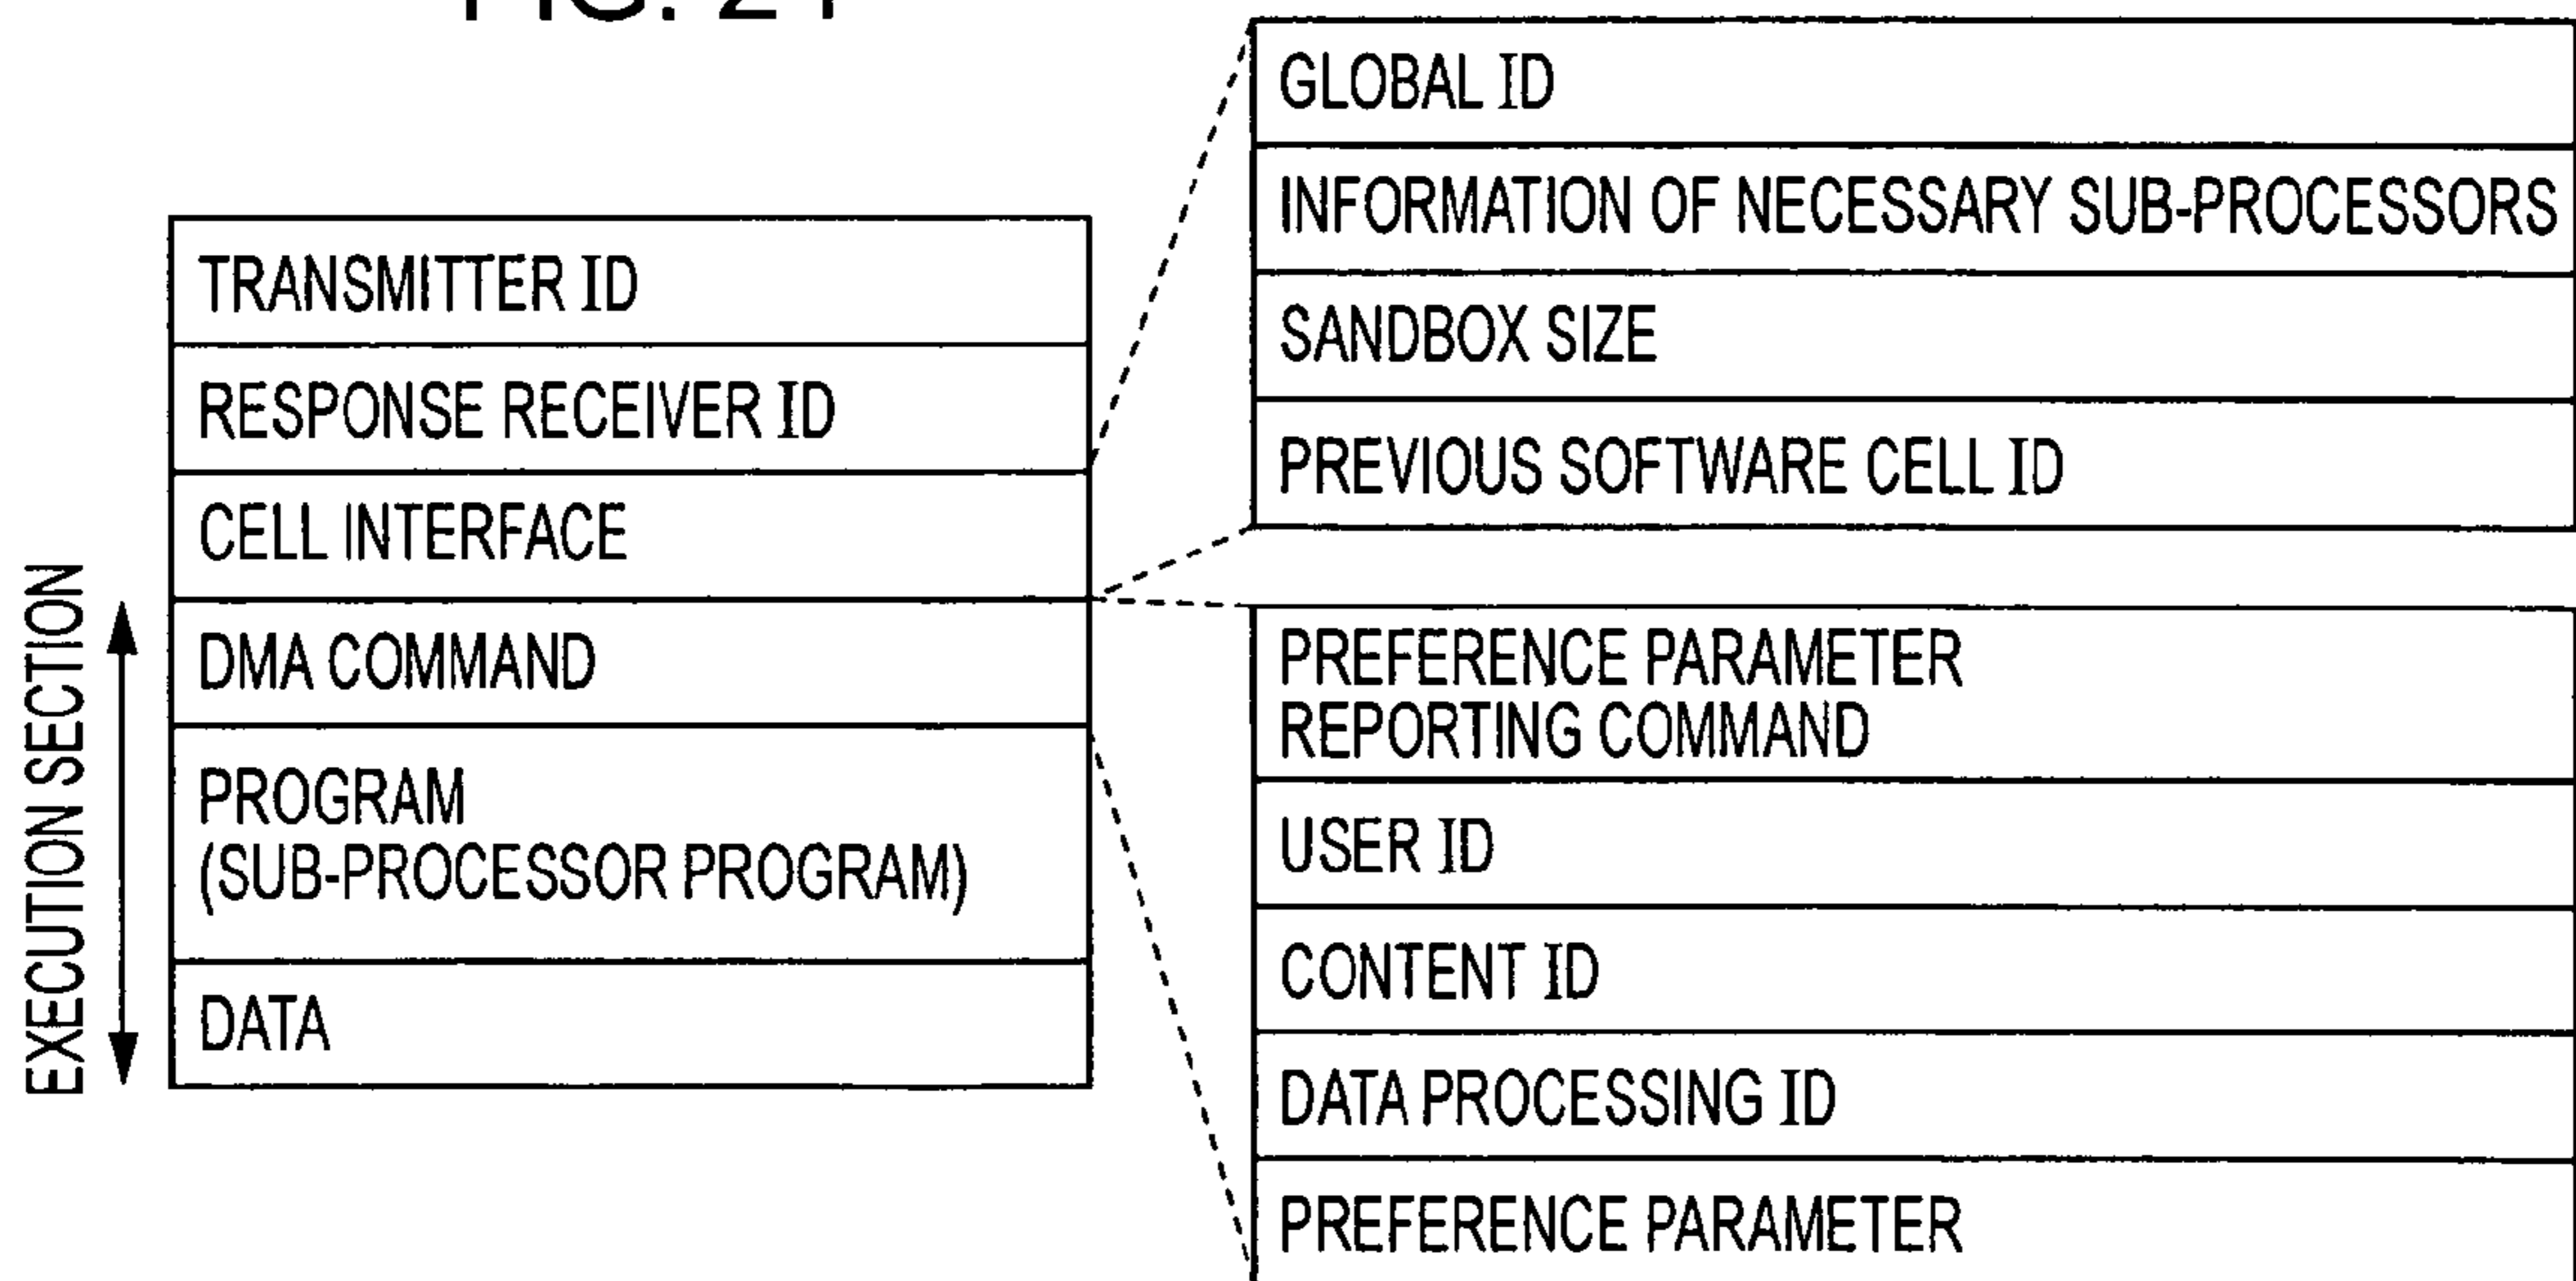 FIG. 21
TRANSMITTER ID
RESPONSE RECEIVER ID
CELL INTERFACE
DMA COMMAND
PROGRAM
(SUB-PROCESSOR PROGRAM)
DATA
EXECUTION SECTION
GLOBAL ID
INFORMATION OF NECESSARY SUB-PROCESSORS
SANDBOX SIZE
PREVIOUS SOFTWARE CELL ID
PREFERENCE PARAMETER
REPORTING COMMAND
USER ID
CONTENT ID
DATA PROCESSING ID
PREFERENCE PARAMETER